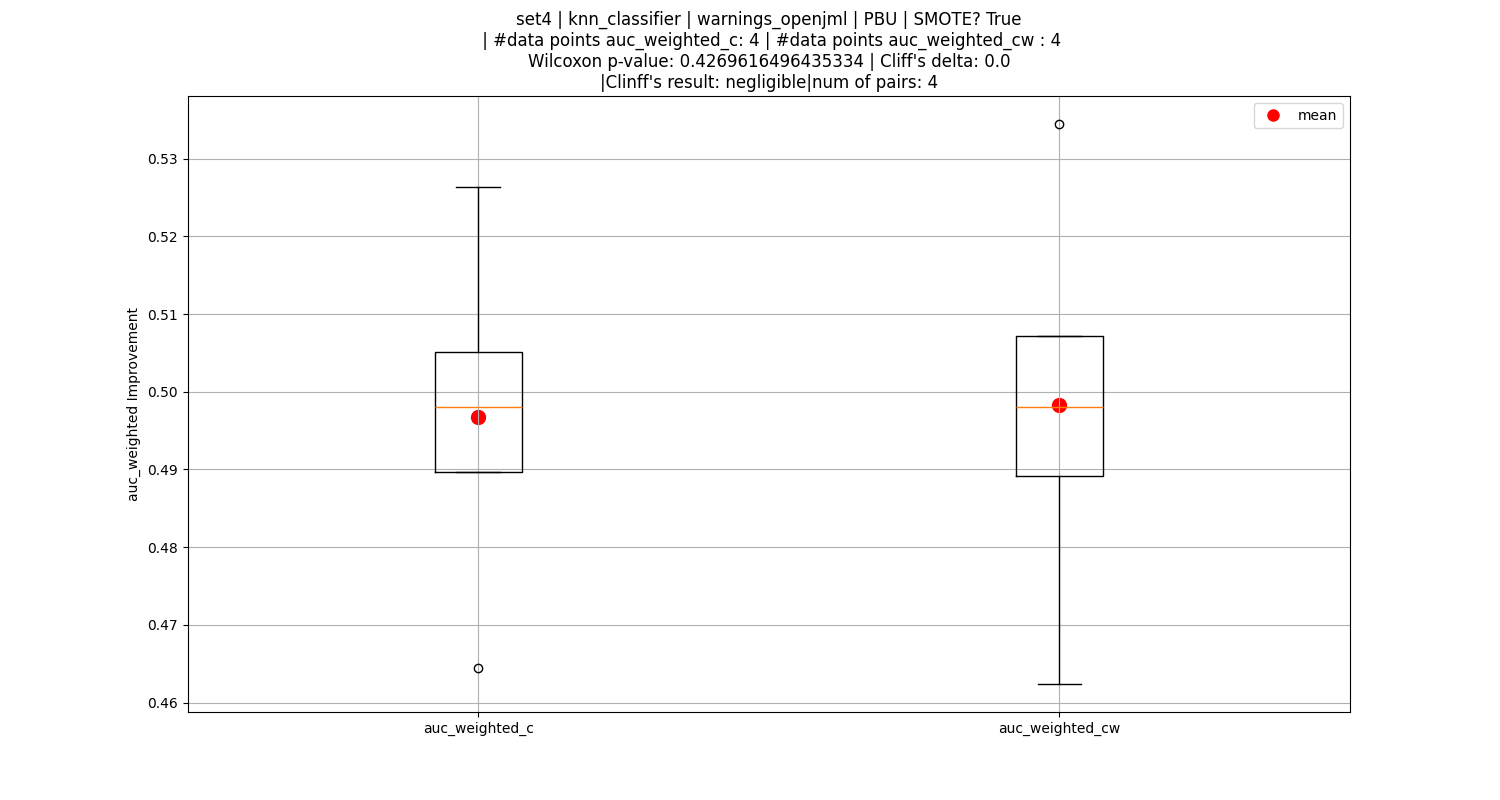 set4 | knn_classifier | warnings_openjml | PBU | SMOTE? True
| #data points auc_weighted_c: 4 | #data points auc_weighted_cw : 4
Wilcoxon p-value: 0.4269616496435334 | Cliff's delta: 0.0
|Clinff's result: negligible|num of pairs: 4
mean
0.53
0.52
0.51
0.50
0.49
0.48
0.47
0.46
auc_weighted Improvement
auc_weighted_c
auc_weighted_cw